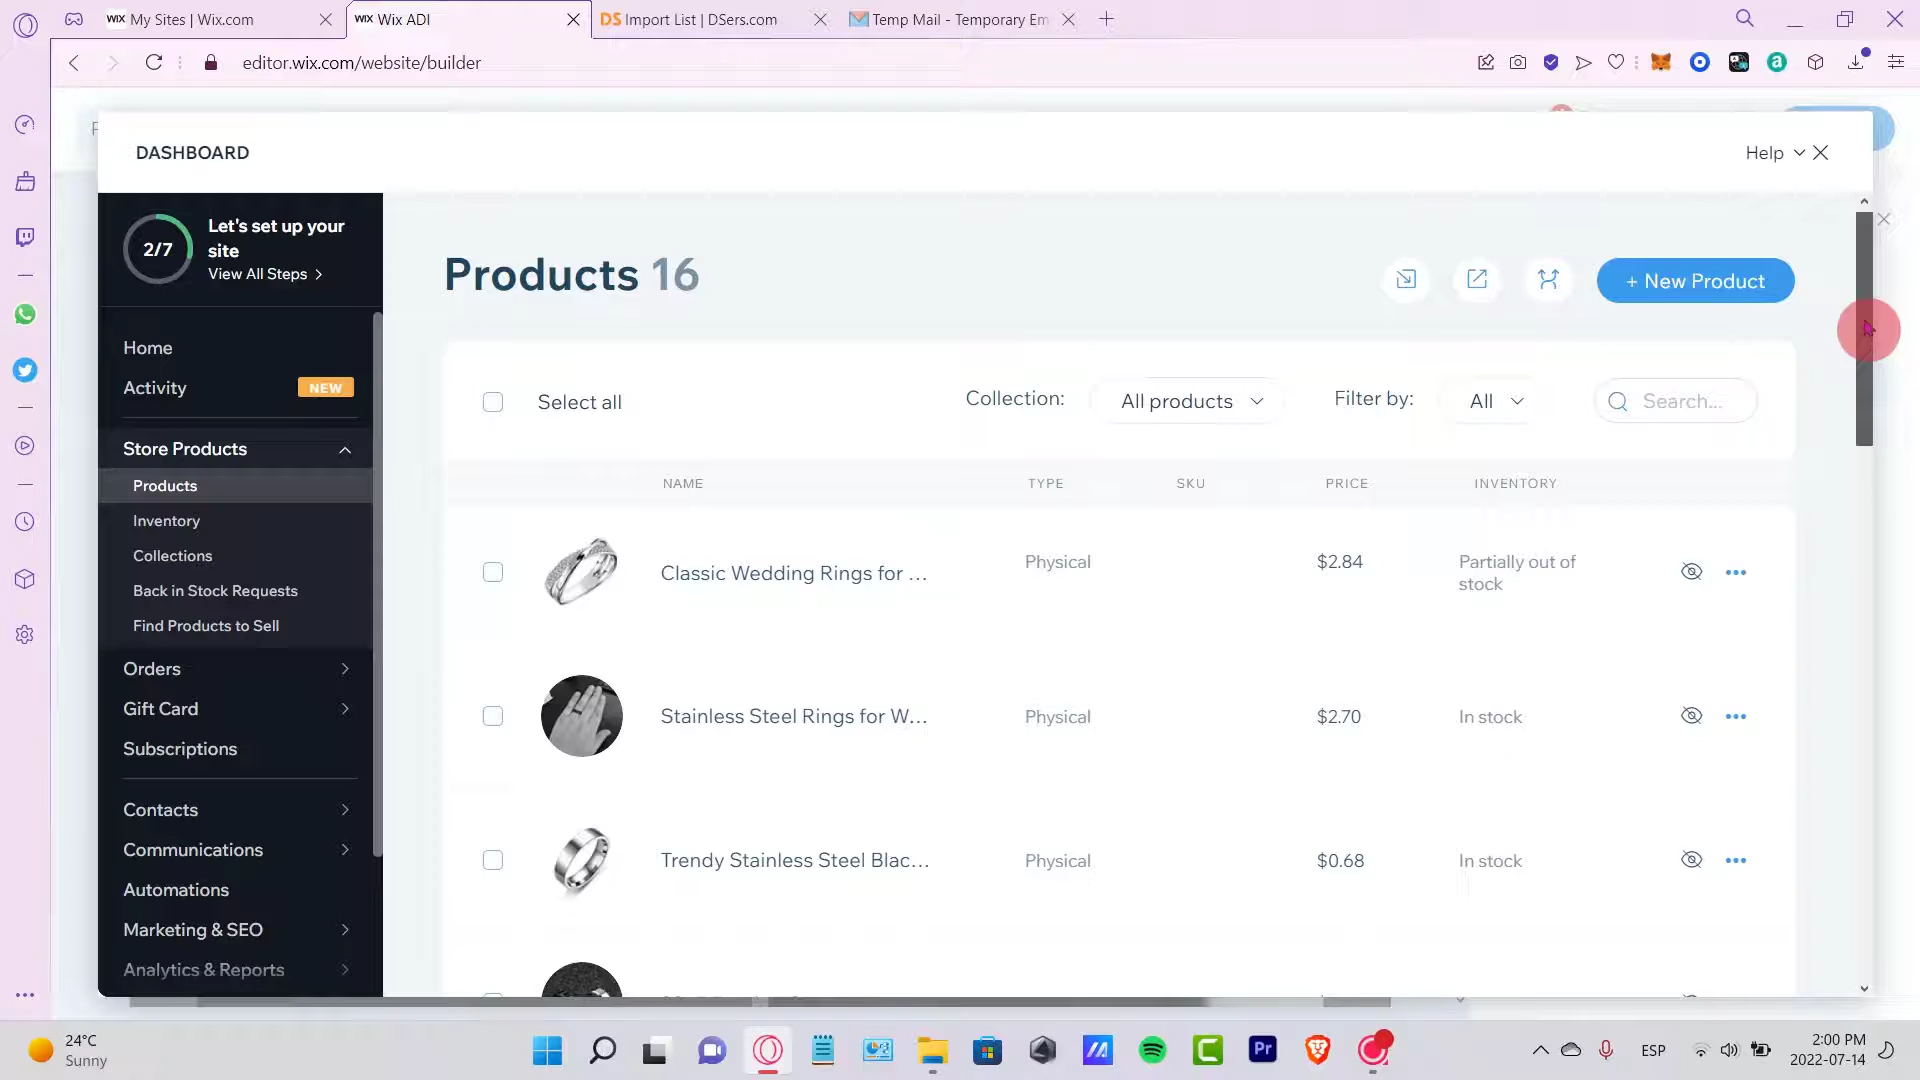 WIX My Sites | Wix.com
WIX Wix ADI
DS Import List | DSers.com
Temp Mail - Temporary Em
editor.wix.com/website/builder
DASHBOARD
Help
2/7
Let's set up your
site
View All Steps
Home
Activity
NEW
Store Products
Products
Inventory
Collections
Back in Stock Requests
Find Products to Sell
Orders
Gift Card
Subscriptions
Contacts
Communications
Automations
Marketing & SEO
Analytics & Reports
Products 16
+ New Product
Select all
Collection:
All products
Filter by:
All
Search...
NAME
TYPE
SKU
PRICE
INVENTORY
Classic Wedding Rings for ...
Physical
$2.84
Partially out of
stock
Stainless Steel Rings for W...
Physical
$2.70
In stock
Trendy Stainless Steel Blac...
Physical
$0.68
In stock
24°C
Sunny
Pr
ESP
2:00 PM
2022-07-14